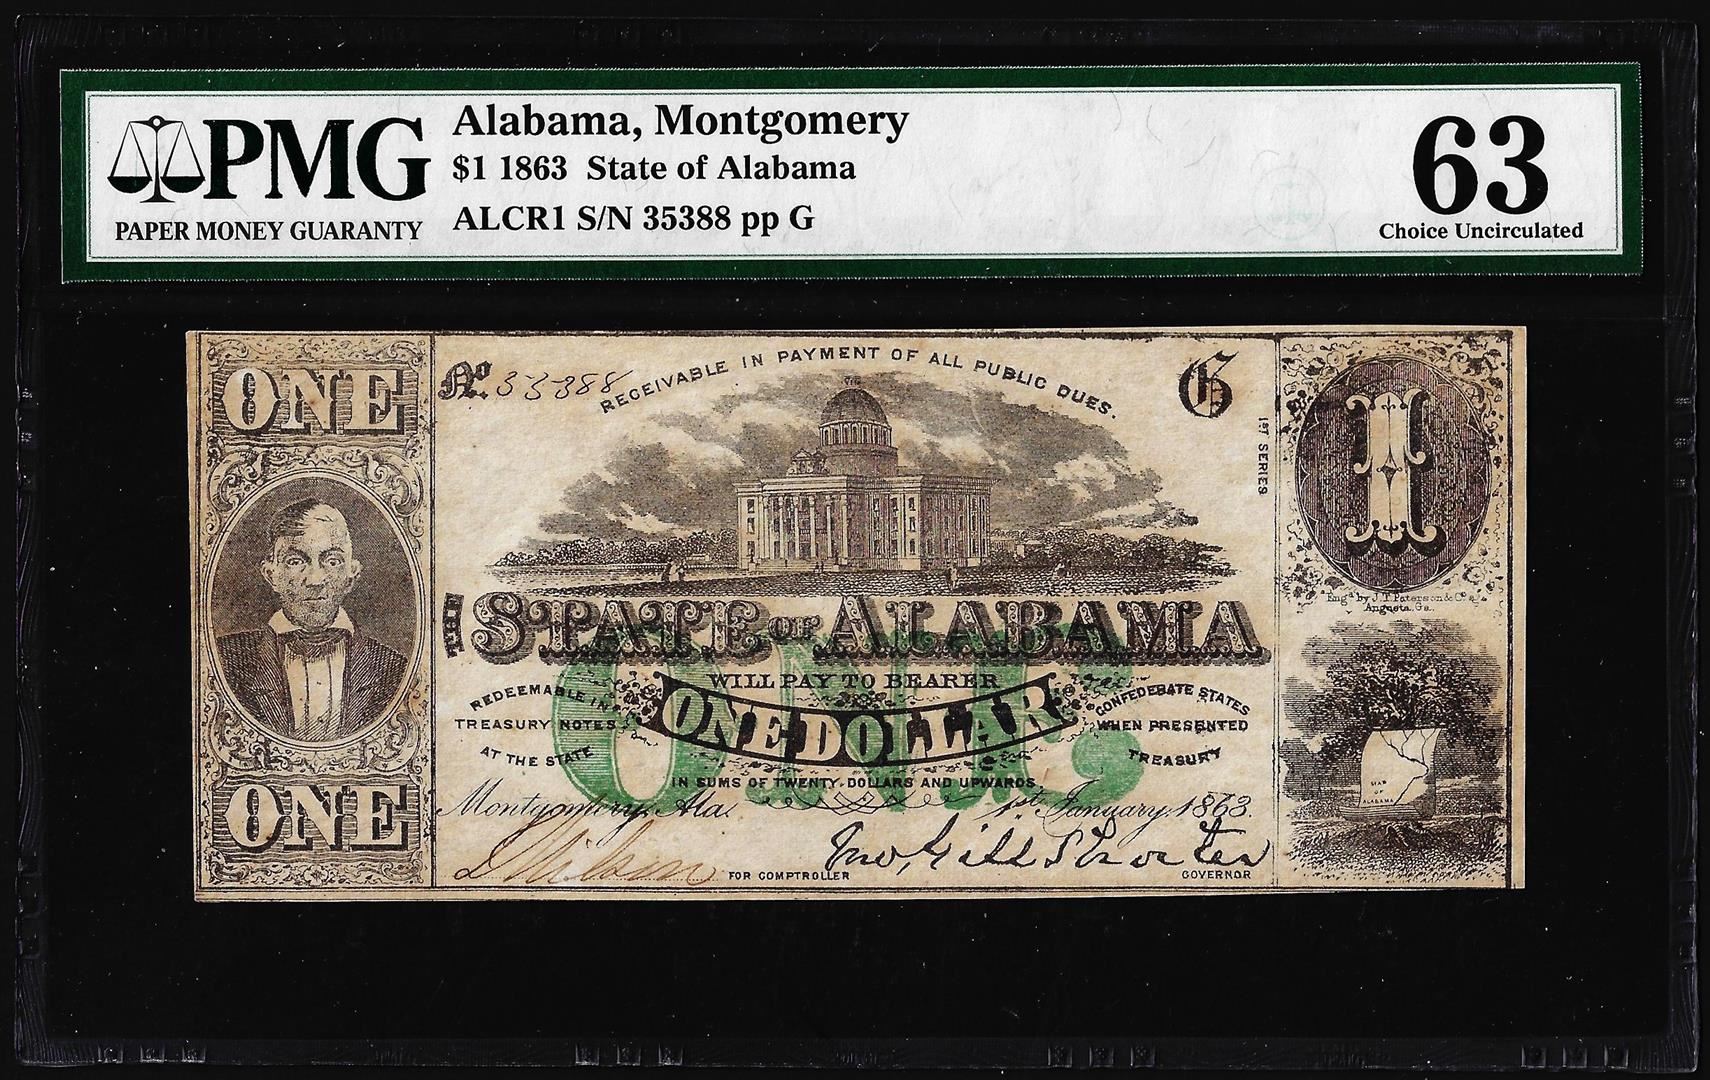 PMG
PAPER MONEY GUARANTY
Alabama, Montgomery
$1 1863 State of Alabama
ALCR1 S/N 35388 pp G
63
Choice Uncirculated
ONE
No. 35388
RECEIVABLE IN PAYMENT OF ALL PUBLIC DUES.
G
1ST SERIES
I
Engd by J.T. Paterson & Co.
Augusta, Ga.
THE STATE OF ALABAMA
WILL PAY TO BEARER
ONE DOLLAR
ONE
REDEEMABLE IN CONFEDERATE STATES
TREASURY NOTES WHEN PRESENTED
AT THE STATE TREASURY
IN SUMS OF TWENTY DOLLARS AND UPWARDS.
MAP
OF
ALABAMA
ONE
Montgomery, Ala. 1st January, 1863.
FOR COMPTROLLER
Jno. Gill Shorter
GOVERNOR